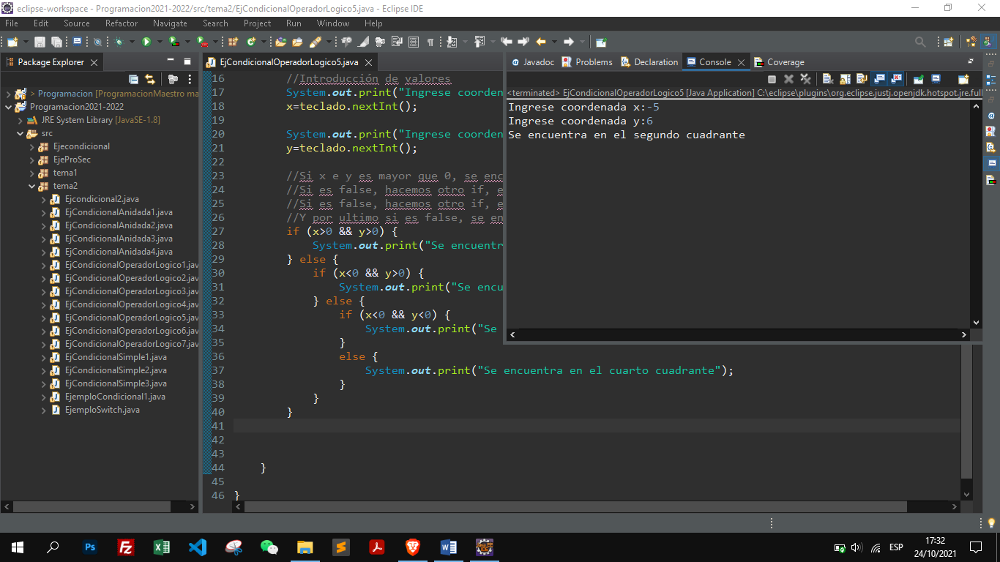 eclipse-workspace - Programacion2021-2022/src/tema2/EjCondicionalOperadorLogico5.java - Eclipse IDE
File Edit Source Refactor Navigate Search Project Run Window Help
Package Explorer
> Programacion [ProgramacionMaestro ma
Programacion2021-2022
JRE System Library [JavaSE-1.8]
src
Ejecondicional
EjeProSec
tema1
tema2
Ejcondicional2.java
EjCondicionalAnidada1.java
EjCondicionalAnidada2.java
EjCondicionalAnidada3.java
EjCondicionalAnidada4.java
EjCondicionalOperadorLogico1.jav
EjCondicionalOperadorLogico2.jav
EjCondicionalOperadorLogico3.jav
EjCondicionalOperadorLogico4.jav
EjCondicionalOperadorLogico5.jav
EjCondicionalOperadorLogico6.jav
EjCondicionalOperadorLogico7.jav
EjCondicionalSimple1.java
EjCondicionalSimple2.java
EjCondicionalSimple3.java
EjemploCondicional1.java
EjemploSwitch.java
EjCondicionalOperadorLogico5.java
16 //Introducción de valores
17 System.out.print("Ingrese coorden
18 x=teclado.nextInt();
19
20 System.out.print("Ingrese coorden
21 y=teclado.nextInt();
22
23 //Si x e y es mayor que 0, se enc
24 //Si es false, hacemos otro if, e
25 //Si es false, hacemos otro if, e
26 //Y por ultimo si es false, se en
27 if (x>0 && y>0) {
28 System.out.print("Se encuentr
29 } else {
30 if (x<0 && y>0) {
31 System.out.print("Se encu
32 } else {
33 if (x<0 && y<0) {
34 System.out.print("Se
35 }
36 else {
37 System.out.print("Se encuentra en el cuarto cuadrante");
38 }
39 }
40 }
41
42
43
44 }
45
46 }
Javadoc Problems Declaration Console Coverage
<terminated> EjCondicionalOperadorLogico5 [Java Application] C:\eclipse\plugins\org.eclipse.justj.openjdk.hotspot.jre.full
Ingrese coordenada x:-5
Ingrese coordenada y:6
Se encuentra en el segundo cuadrante
ESP
17:32
24/10/2021